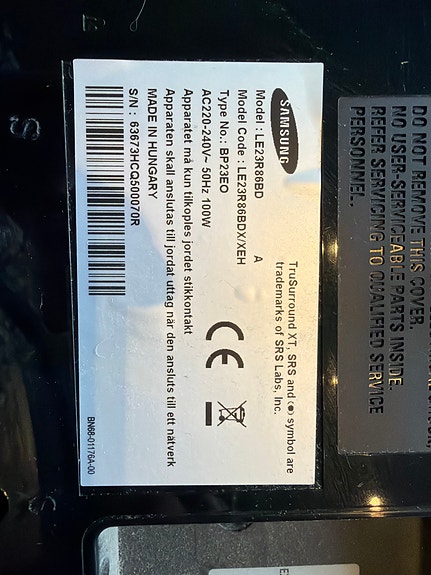 SAMSUNG
TruSurround XT, SRS and (●) symbol are
trademarks of SRS Labs, Inc.
Model : LE23R86BD A
Model Code : LE23R86BDX/XEH
Type No.: BP23EO
AC220-240V~ 50Hz 100W
Apparatet må kun tilkoples jordet stikkontakt
Apparaten skall anslutas till jordat uttag när den ansluts till ett nätverk
MADE IN HUNGARY
S/N : 63673HCQ500070R
BN68-01176A-00
CE
DO NOT REMOVE THIS COVER.
NO USER-SERVICEABLE PARTS INSIDE.
REFER SERVICING TO QUALIFIED SERVICE
PERSONNEL.